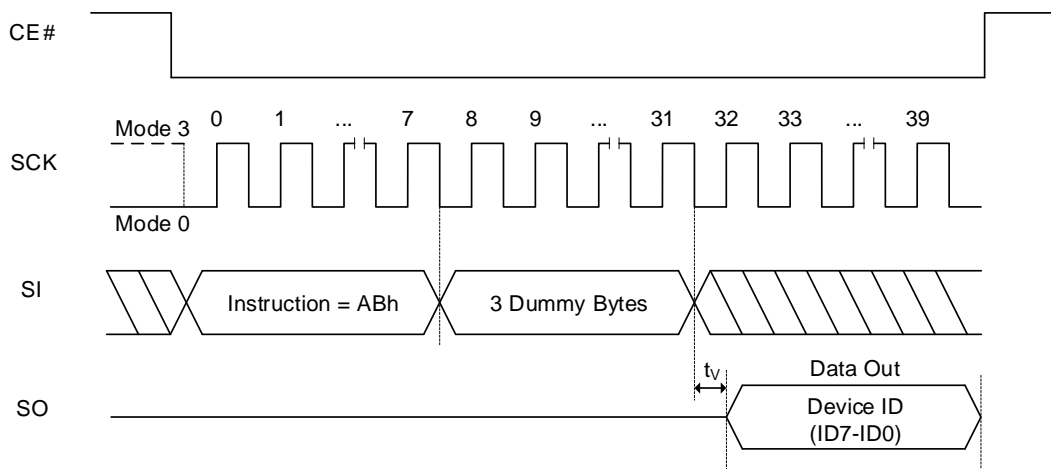 CE#
0 1 ... 7 8 9 ... 31 32 33 ... 39
Mode 3
SCK
Mode 0
SI
Instruction = ABh
3 Dummy Bytes
tV
Data Out
SO
Device ID
(ID7-ID0)